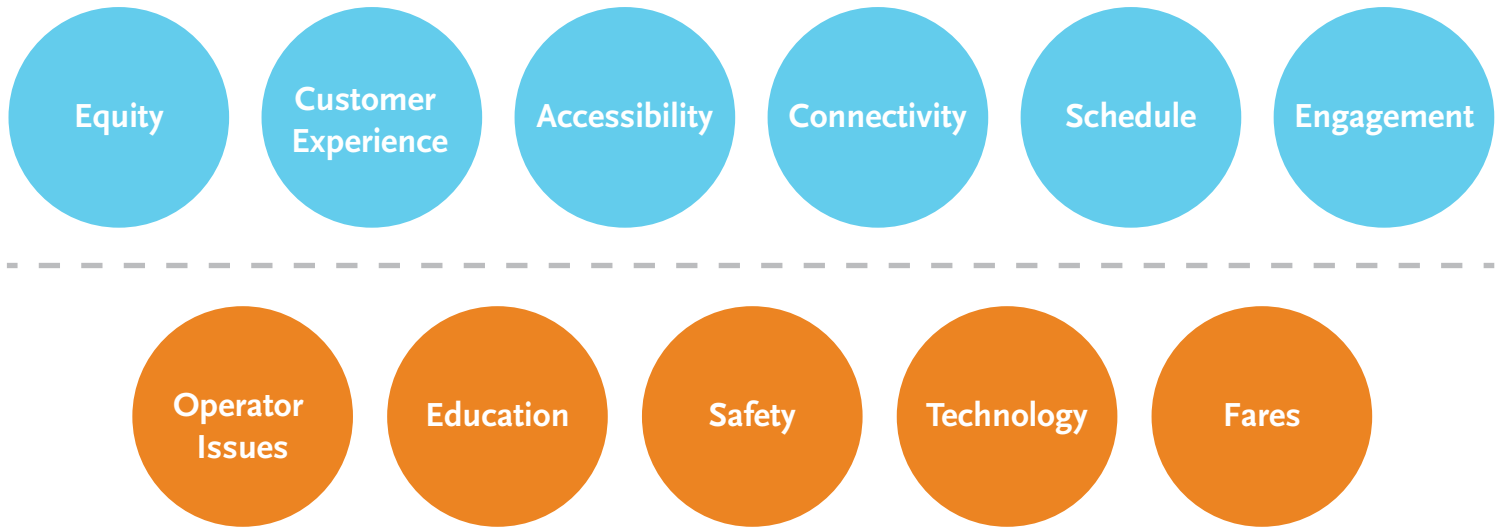 Equity
Customer
Experience
Accessibility
Connectivity
Schedule
Engagement
Operator
Issues
Education
Safety
Technology
Fares